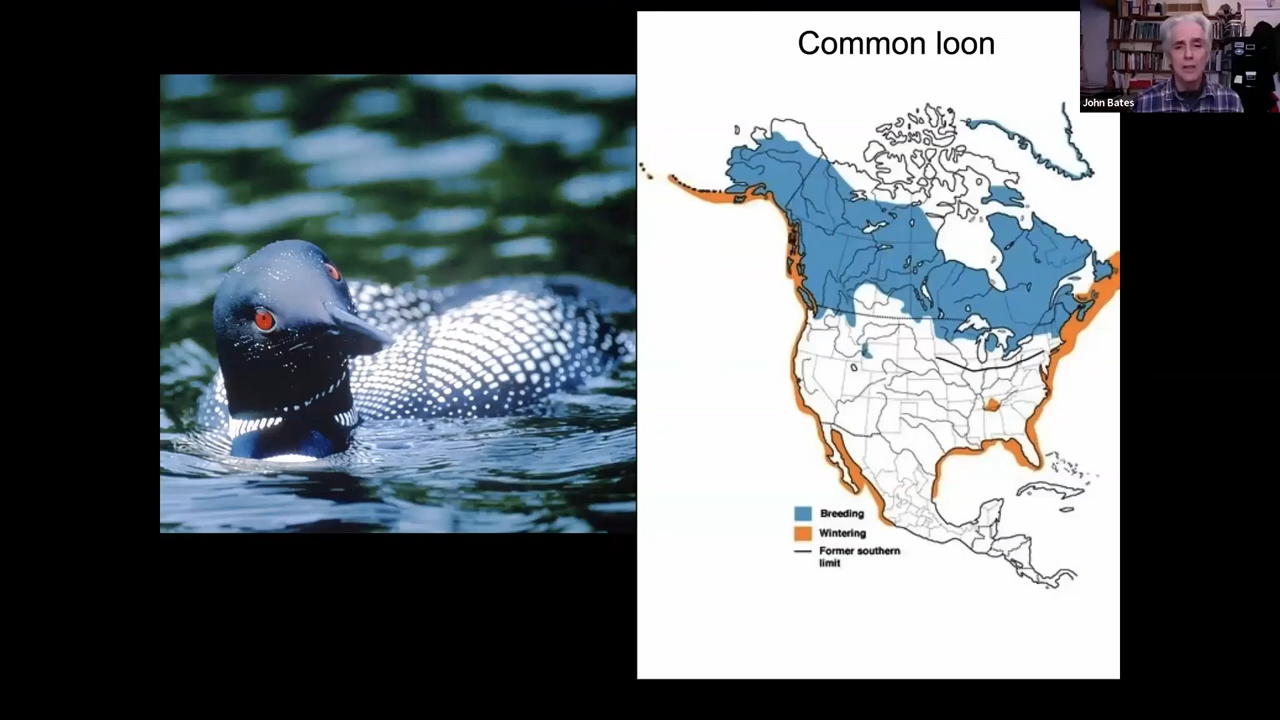 Common loon
John Bates
Breeding
Wintering
Former southern
limit